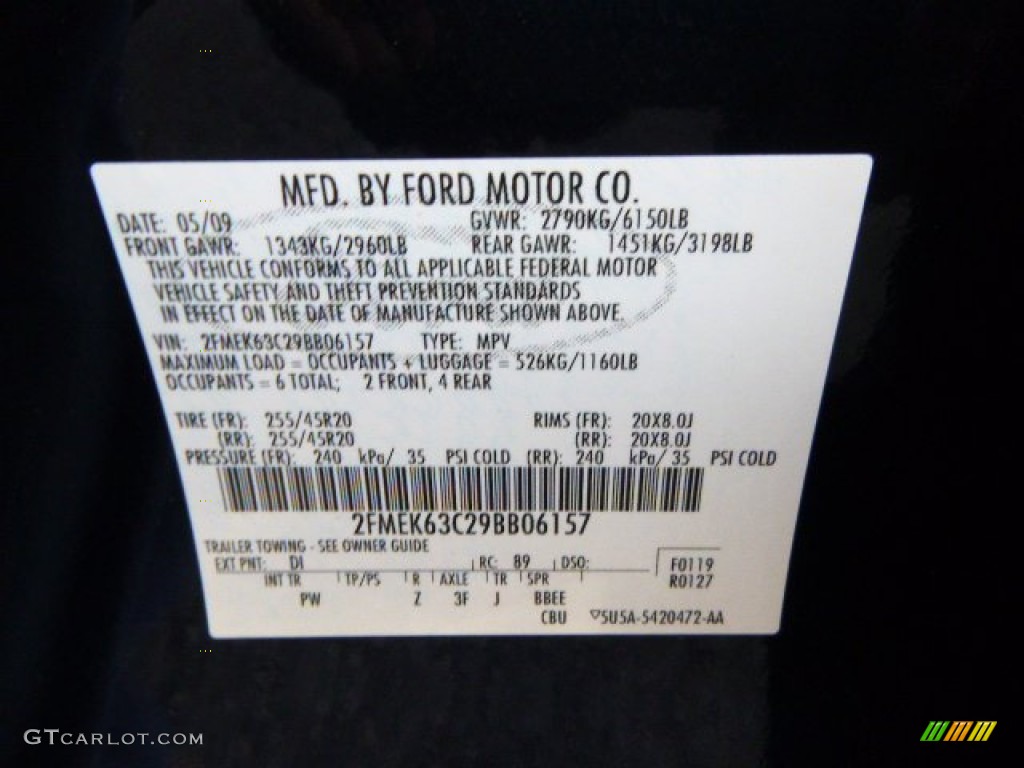 MFD. BY FORD MOTOR CO.
DATE: 05/09 GVWR: 2790KG/6150LB
FRONT GAWR: 1343KG/2960LB REAR GAWR: 1451KG/3198LB
THIS VEHICLE CONFORMS TO ALL APPLICABLE FEDERAL MOTOR
VEHICLE SAFETY AND THEFT PREVENTION STANDARDS
IN EFFECT ON THE DATE OF MANUFACTURE SHOWN ABOVE.
VIN: 2FMEK63C29BB06157 TYPE: MPV
MAXIMUM LOAD = OCCUPANTS + LUGGAGE = 526KG/1160LB
OCCUPANTS = 6 TOTAL; 2 FRONT, 4 REAR
TIRE (FR): 255/45R20 RIMS (FR): 20X8.0J
(RR): 255/45R20 (RR): 20X8.0J
PRESSURE (FR): 240 kPa/ 35 PSI COLD (RR): 240 kPa/ 35 PSI COLD
2FMEK63C29BB06157
TRAILER TOWING - SEE OWNER GUIDE
EXT PNT: DI RC: 89 DSO: F0119
INT TR TP/PS R AXLE TR SPR R0127
PW Z 3F J BBEE
CBU 5U5A-5420472-AA
GTCARLOT.COM